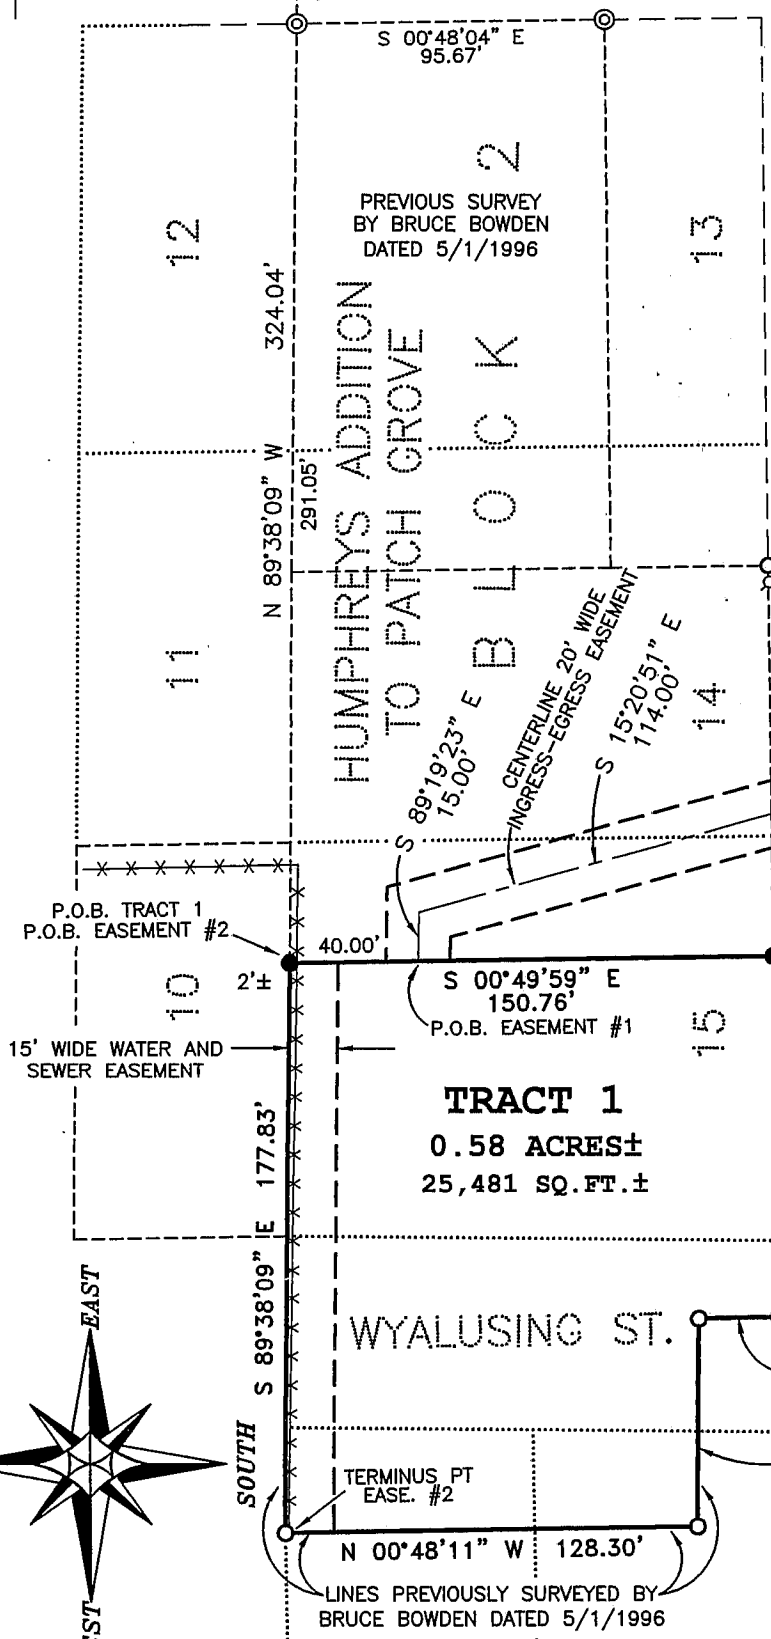 S 00°48'04" E
95.67'
2
PREVIOUS SURVEY
BY BRUCE BOWDEN
DATED 5/1/1996
12
13
324.04'
N 89°38'09" W
291.05'
HUMPHREYS ADDITION
TO PATCH GROVE
BLOCK
11
14
S 89°19'23" E
15.00'
CENTERLINE 20' WIDE
INGRESS-EGRESS EASEMENT
S 15°20'51" E
114.00'
P.O.B. TRACT 1
P.O.B. EASEMENT #2
40.00'
10
2'±
S 00°49'59" E
150.76'
P.O.B. EASEMENT #1
15
15' WIDE WATER AND
SEWER EASEMENT
TRACT 1
0.58 ACRES±
25,481 SQ.FT.±
S 89°38'09" E 177.83'
WYALUSING ST.
EAST
SOUTH
TERMINUS PT
EASE. #2
N 00°48'11" W 128.30'
LINES PREVIOUSLY SURVEYED BY
BRUCE BOWDEN DATED 5/1/1996